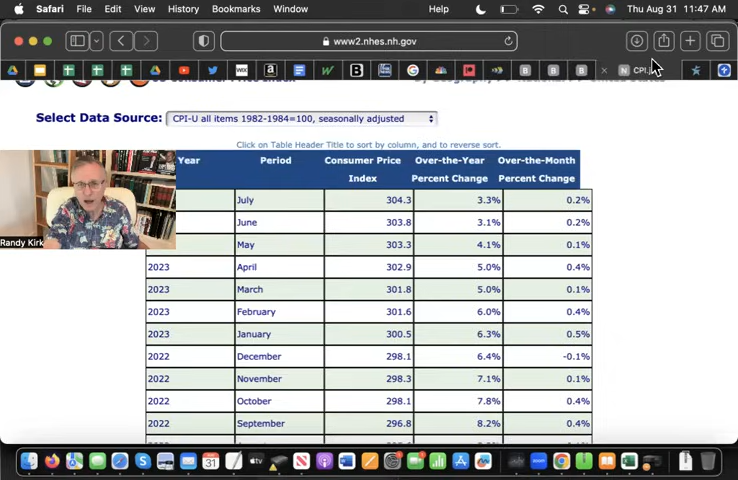 Safari File Edit View History Bookmarks Window Help Thu Aug 31 11:47 AM
www2.nhes.nh.gov
WIX a W B G B B B N CPI
Select Data Source: CPI-U all items 1982-1984=100, seasonally adjusted
Click on Table Header Title to sort by column, and to reverse sort.
Year Period Consumer Price Index Over-the-Year Percent Change Over-the-Month Percent Change
July 304.3 3.3% 0.2%
June 303.8 3.1% 0.2%
Randy Kirk May 303.3 4.1% 0.1%
2023 April 302.9 5.0% 0.4%
2023 March 301.8 5.0% 0.1%
2023 February 301.6 6.0% 0.4%
2023 January 300.5 6.3% 0.5%
2022 December 298.1 6.4% -0.1%
2022 November 298.3 7.1% 0.1%
2022 October 298.1 7.8% 0.4%
2022 September 296.8 8.2% 0.4%
31 tv zoom